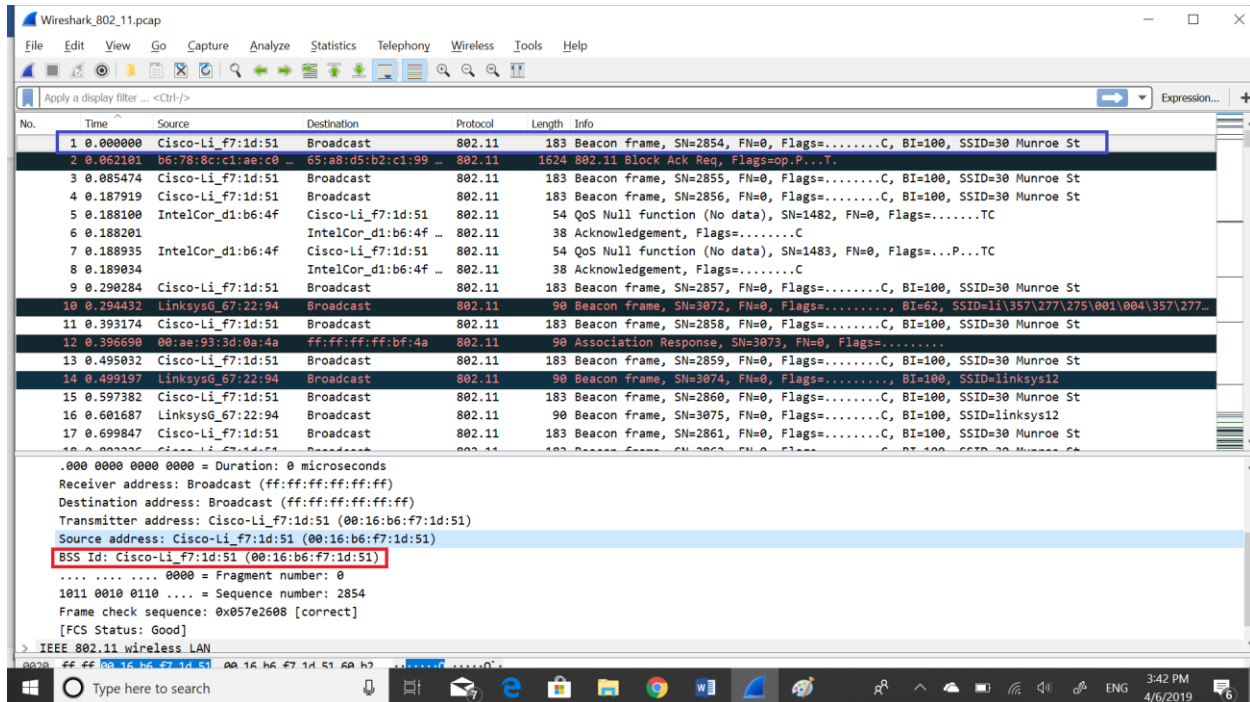 Wireshark_802_11.pcap
File Edit View Go Capture Analyze Statistics Telephony Wireless Tools Help
Apply a display filter ... <Ctrl-/> Expression... +
No. Time Source Destination Protocol Length Info
1 0.000000 Cisco-Li_f7:1d:51 Broadcast 802.11 183 Beacon frame, SN=2854, FN=0, Flags=........C, BI=100, SSID=30 Munroe St
2 0.062101 b6:78:8c:c1:ae:c0 … 65:a8:d5:b2:c1:99 … 802.11 1624 802.11 Block Ack Req, Flags=op.P...T.
3 0.085474 Cisco-Li_f7:1d:51 Broadcast 802.11 183 Beacon frame, SN=2855, FN=0, Flags=........C, BI=100, SSID=30 Munroe St
4 0.187919 Cisco-Li_f7:1d:51 Broadcast 802.11 183 Beacon frame, SN=2856, FN=0, Flags=........C, BI=100, SSID=30 Munroe St
5 0.188100 IntelCor_d1:b6:4f Cisco-Li_f7:1d:51 802.11 54 QoS Null function (No data), SN=1482, FN=0, Flags=.......TC
6 0.188201 IntelCor_d1:b6:4f … 802.11 38 Acknowledgement, Flags=........C
7 0.188935 IntelCor_d1:b6:4f Cisco-Li_f7:1d:51 802.11 54 QoS Null function (No data), SN=1483, FN=0, Flags=...P...TC
8 0.189034 IntelCor_d1:b6:4f … 802.11 38 Acknowledgement, Flags=........C
9 0.290284 Cisco-Li_f7:1d:51 Broadcast 802.11 183 Beacon frame, SN=2857, FN=0, Flags=........C, BI=100, SSID=30 Munroe St
10 0.294432 LinksysG_67:22:94 Broadcast 802.11 90 Beacon frame, SN=3072, FN=0, Flags=........., BI=62, SSID=li\357\277\275\001\004\357\277…
11 0.393174 Cisco-Li_f7:1d:51 Broadcast 802.11 183 Beacon frame, SN=2858, FN=0, Flags=........C, BI=100, SSID=30 Munroe St
12 0.396690 00:ae:93:3d:0a:4a ff:ff:ff:ff:bf:4a 802.11 90 Association Response, SN=3073, FN=0, Flags=.........
13 0.495032 Cisco-Li_f7:1d:51 Broadcast 802.11 183 Beacon frame, SN=2859, FN=0, Flags=........C, BI=100, SSID=30 Munroe St
14 0.499197 LinksysG_67:22:94 Broadcast 802.11 90 Beacon frame, SN=3074, FN=0, Flags=........., BI=100, SSID=linksys12
15 0.597382 Cisco-Li_f7:1d:51 Broadcast 802.11 183 Beacon frame, SN=2860, FN=0, Flags=........C, BI=100, SSID=30 Munroe St
16 0.601687 LinksysG_67:22:94 Broadcast 802.11 90 Beacon frame, SN=3075, FN=0, Flags=........., BI=100, SSID=linksys12
17 0.699847 Cisco-Li_f7:1d:51 Broadcast 802.11 183 Beacon frame, SN=2861, FN=0, Flags=........C, BI=100, SSID=30 Munroe St
.000 0000 0000 0000 = Duration: 0 microseconds
Receiver address: Broadcast (ff:ff:ff:ff:ff:ff)
Destination address: Broadcast (ff:ff:ff:ff:ff:ff)
Transmitter address: Cisco-Li_f7:1d:51 (00:16:b6:f7:1d:51)
Source address: Cisco-Li_f7:1d:51 (00:16:b6:f7:1d:51)
BSS Id: Cisco-Li_f7:1d:51 (00:16:b6:f7:1d:51)
.... .... .... 0000 = Fragment number: 0
1011 0010 0110 .... = Sequence number: 2854
Frame check sequence: 0x057e2608 [correct]
[FCS Status: Good]
> IEEE 802.11 wireless LAN
0020 ff ff 00 16 b6 f7 1d 51 00 16 b6 f7 1d 51 60 b2
Type here to search 7 ENG 3:42 PM
4/6/2019 6